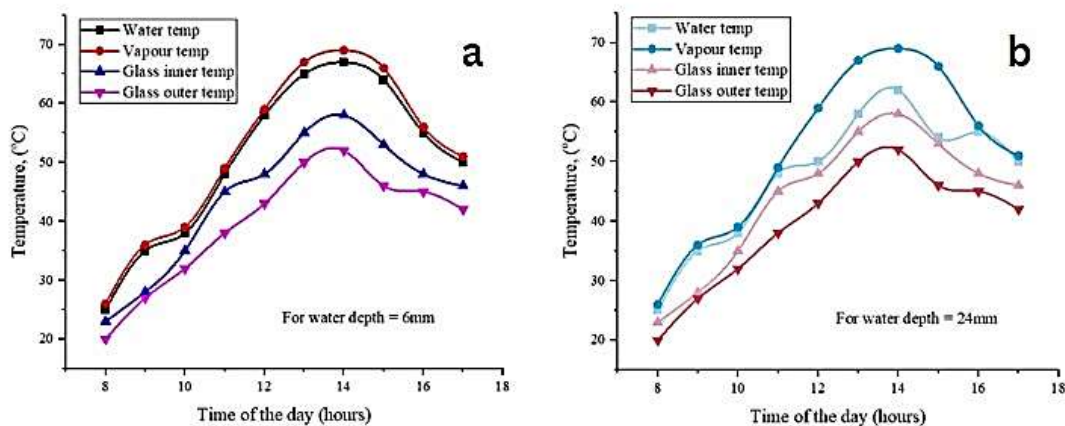 Water temp
Vapour temp
Glass inner temp
Glass outer temp
a
70
60
50
40
30
20
Temperature, (°C)
For water depth = 6mm
8
10
12
14
16
18
Time of the day (hours)
Water temp
Vapour temp
Glass inner temp
Glass outer temp
b
70
60
50
40
30
20
Temperature, (°C)
For water depth = 24mm
8
10
12
14
16
18
Time of the day (hours)